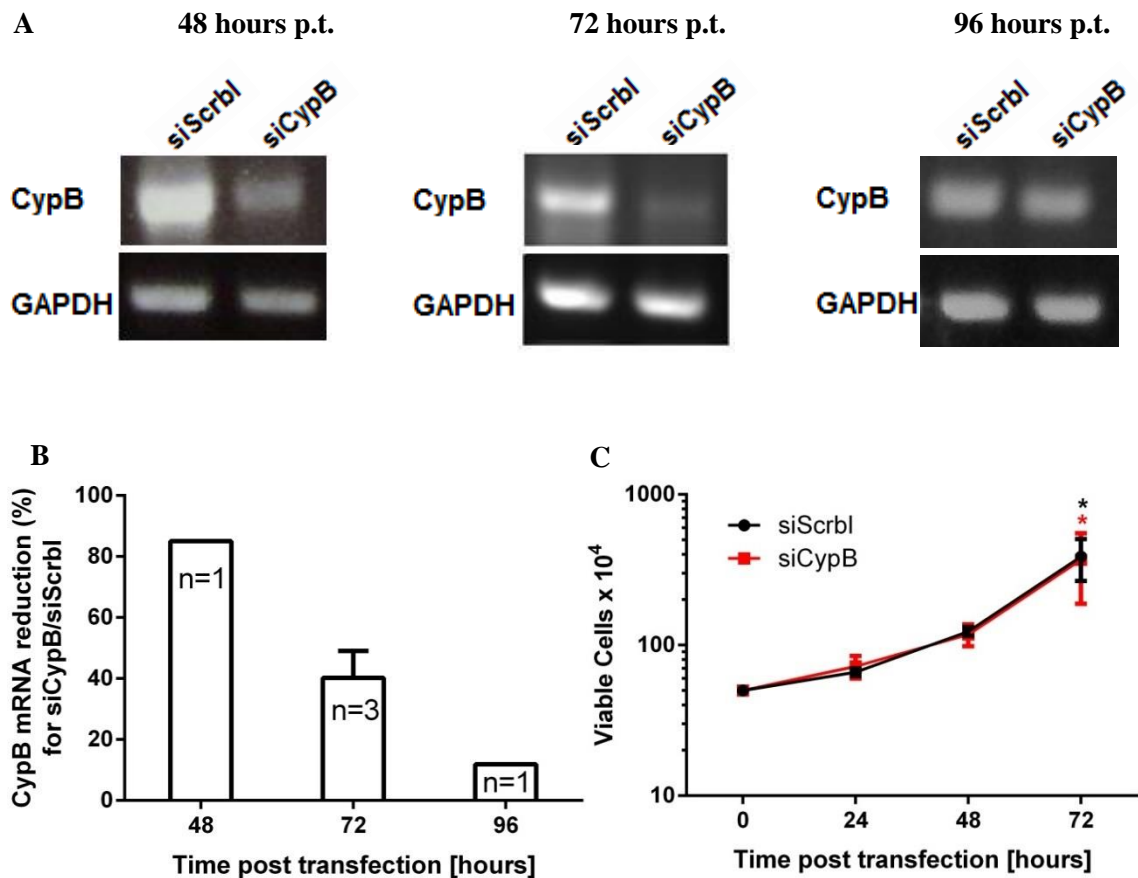 A
48 hours p.t.
72 hours p.t.
96 hours p.t.
siScrbl
siCypB
siScrbl
siCypB
siScrbl
siCypB
CypB
CypB
CypB
GAPDH
GAPDH
GAPDH
B
CypB mRNA reduction (%)
for siCypB/siScrbl
100
80
60
40
20
0
n=1
n=3
n=1
48
72
96
Time post transfection [hours]
C
Viable Cells x 10⁴
1000
100
10
siScrbl
siCypB
*
*
0
24
48
72
Time post transfection [hours]